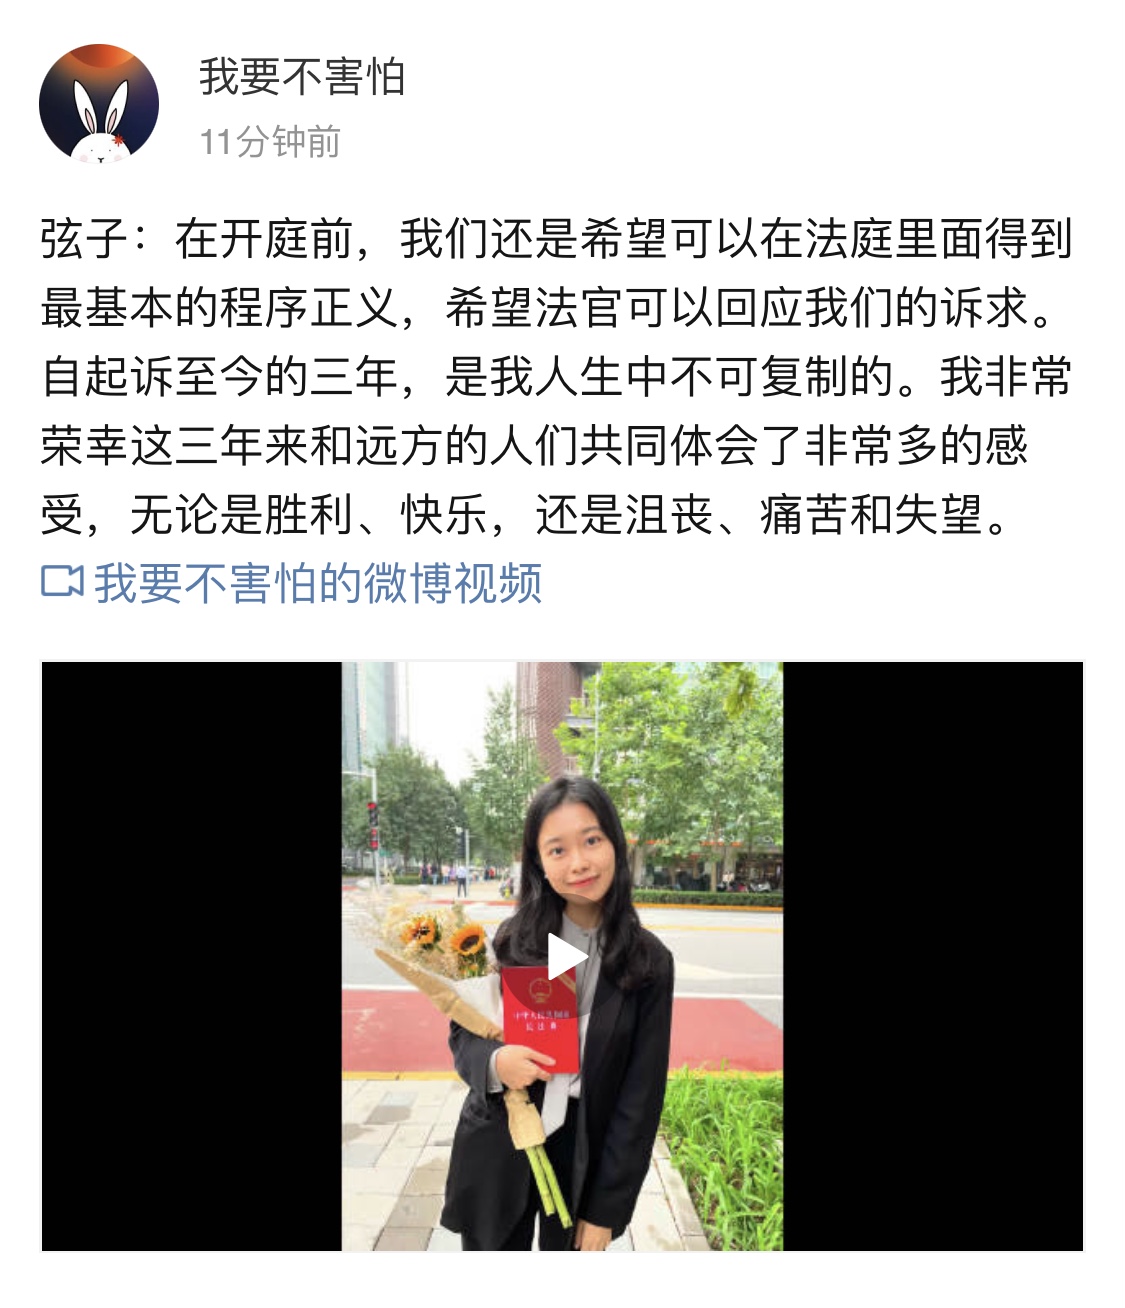 我要不害怕
11分钟前
弦子：在开庭前，我们还是希望可以在法庭里面得到
最基本的程序正义，希望法官可以回应我们的诉求。
自起诉至今的三年，是我人生中不可复制的。我非常
荣幸这三年来和远方的人们共同体会了非常多的感
受，无论是胜利、快乐，还是沮丧、痛苦和失望。
我要不害怕的微博视频
中华人民共和国
民法典